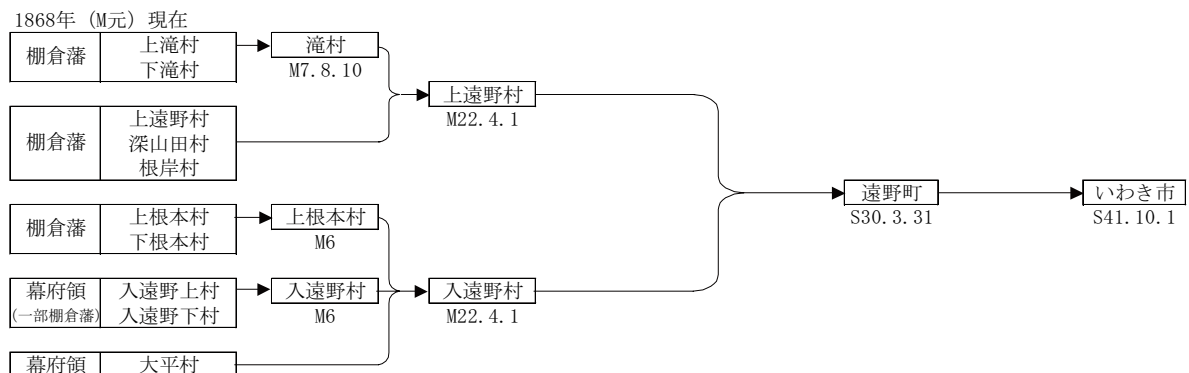 1868年（M元）現在
棚倉藩
上滝村
下滝村
滝村
M7.8.10
棚倉藩
上遠野村
深山田村
根岸村
上遠野村
M22.4.1
棚倉藩
上根本村
下根本村
上根本村
M6
幕府領
(一部棚倉藩)
入遠野上村
入遠野下村
入遠野村
M6
入遠野村
M22.4.1
幕府領
大平村
遠野町
S30.3.31
いわき市
S41.10.1